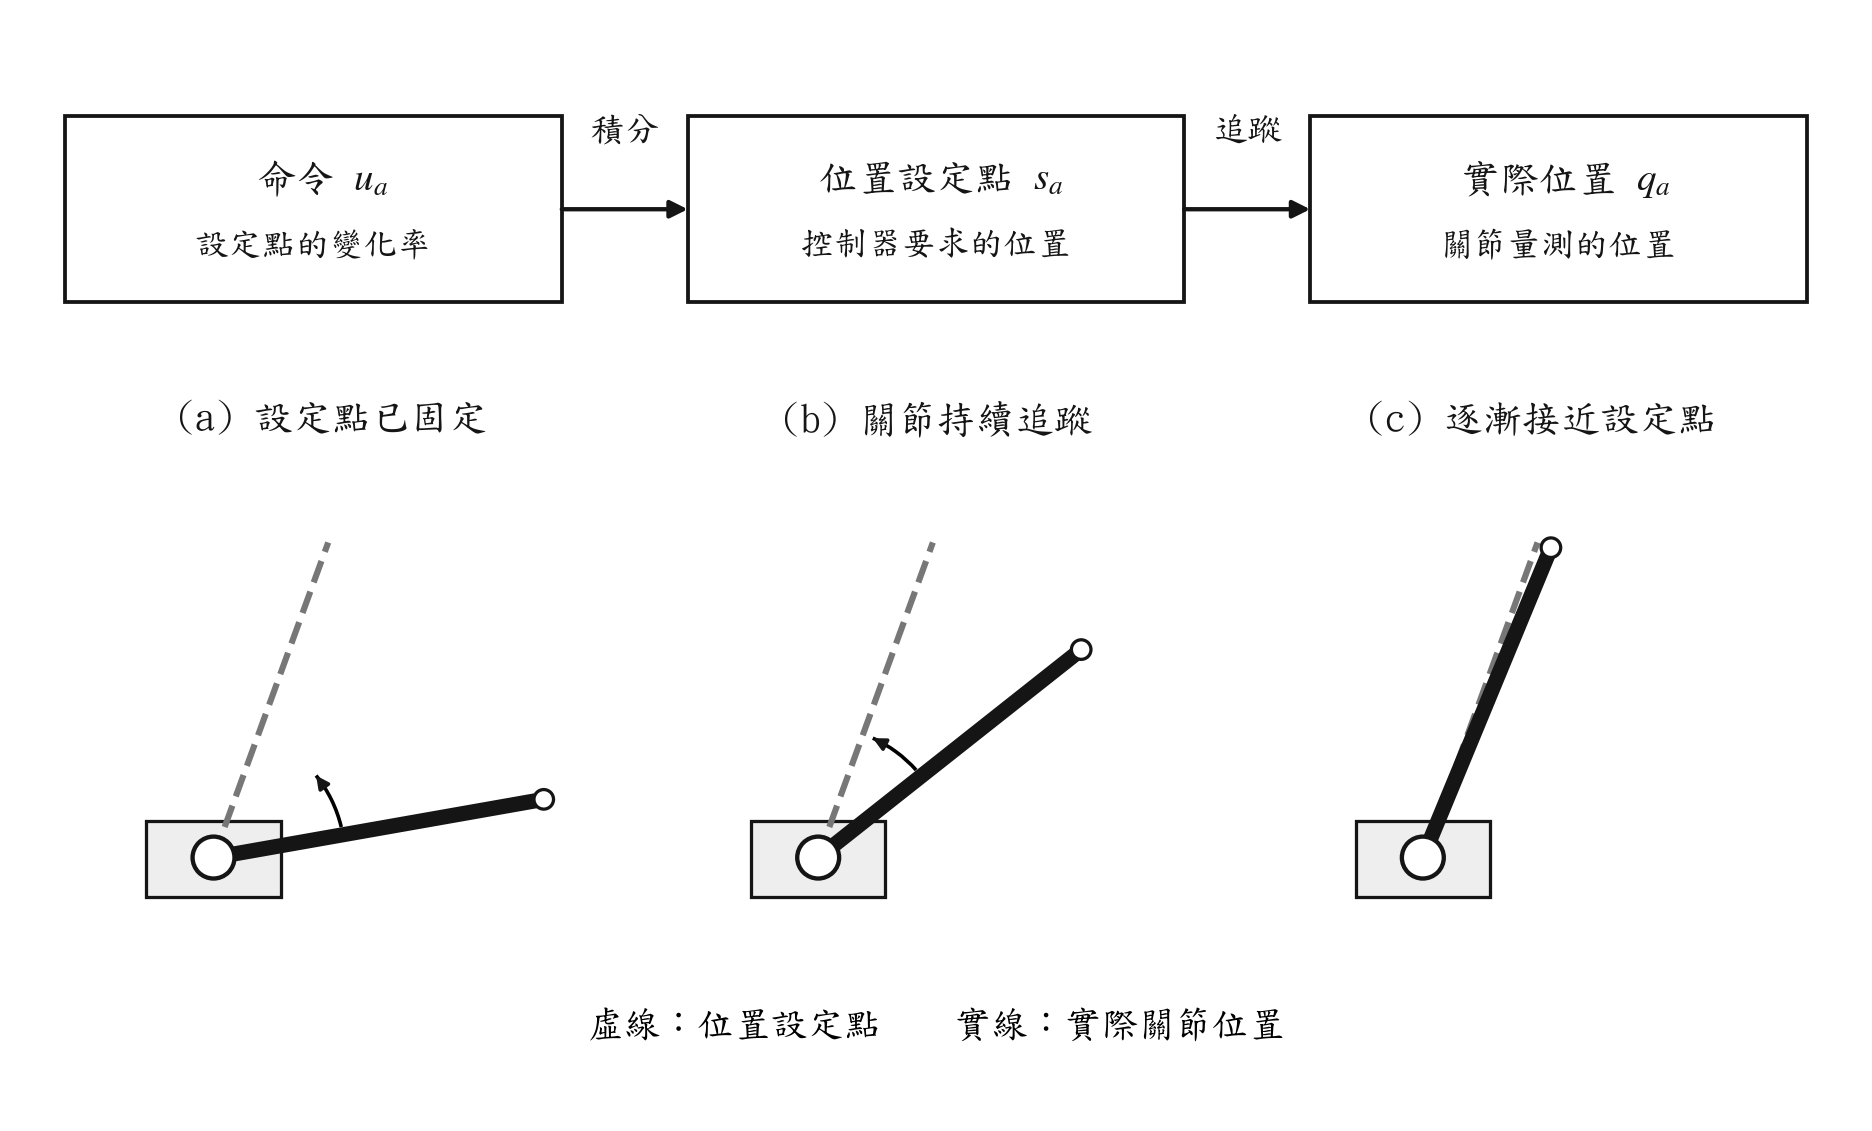 命令 uₐ
設定點的變化率
積分
位置設定點 sₐ
控制器要求的位置
追蹤
實際位置 qₐ
關節量測的位置
(a) 設定點已固定
(b) 關節持續追蹤
(c) 逐漸接近設定點
虛線：位置設定點 實線：實際關節位置